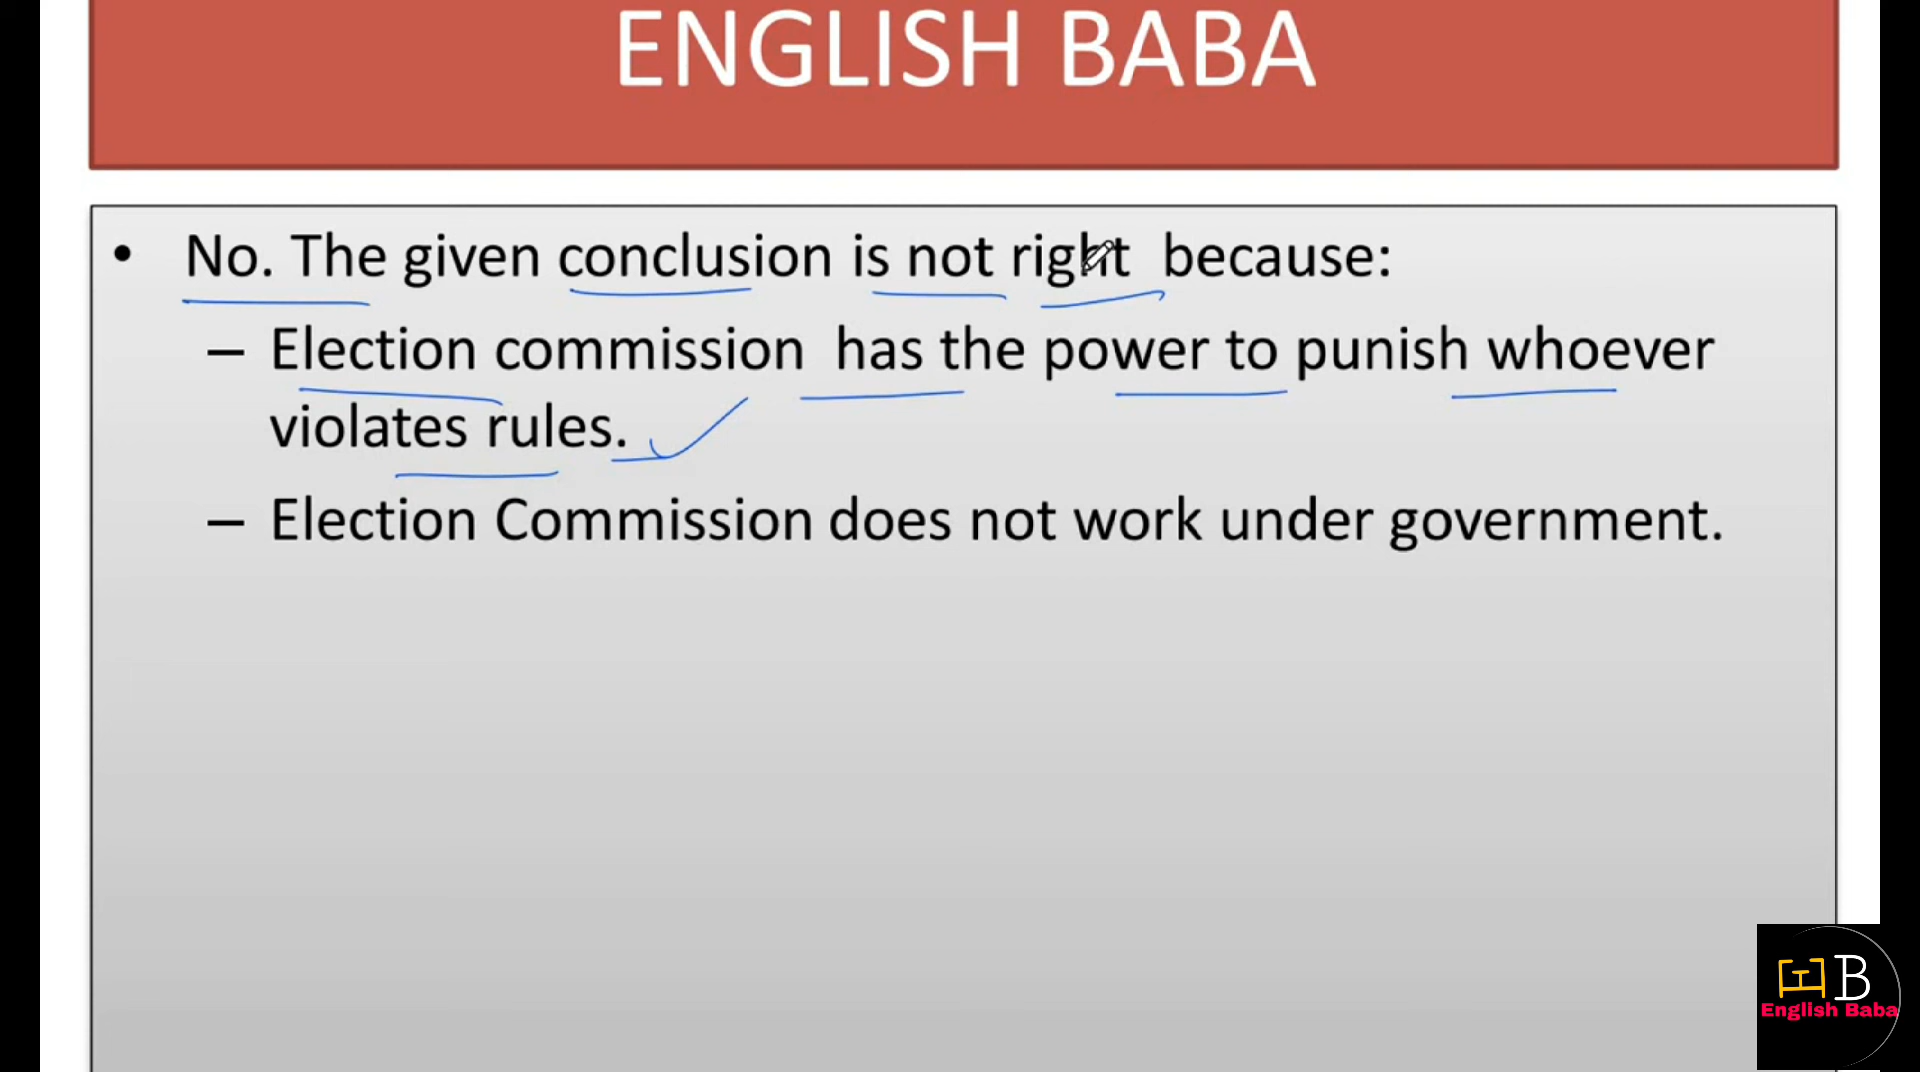 ENGLISH BABA
• No. The given conclusion is not right because:
– Election commission has the power to punish whoever
violates rules.
– Election Commission does not work under government.
B
English Baba